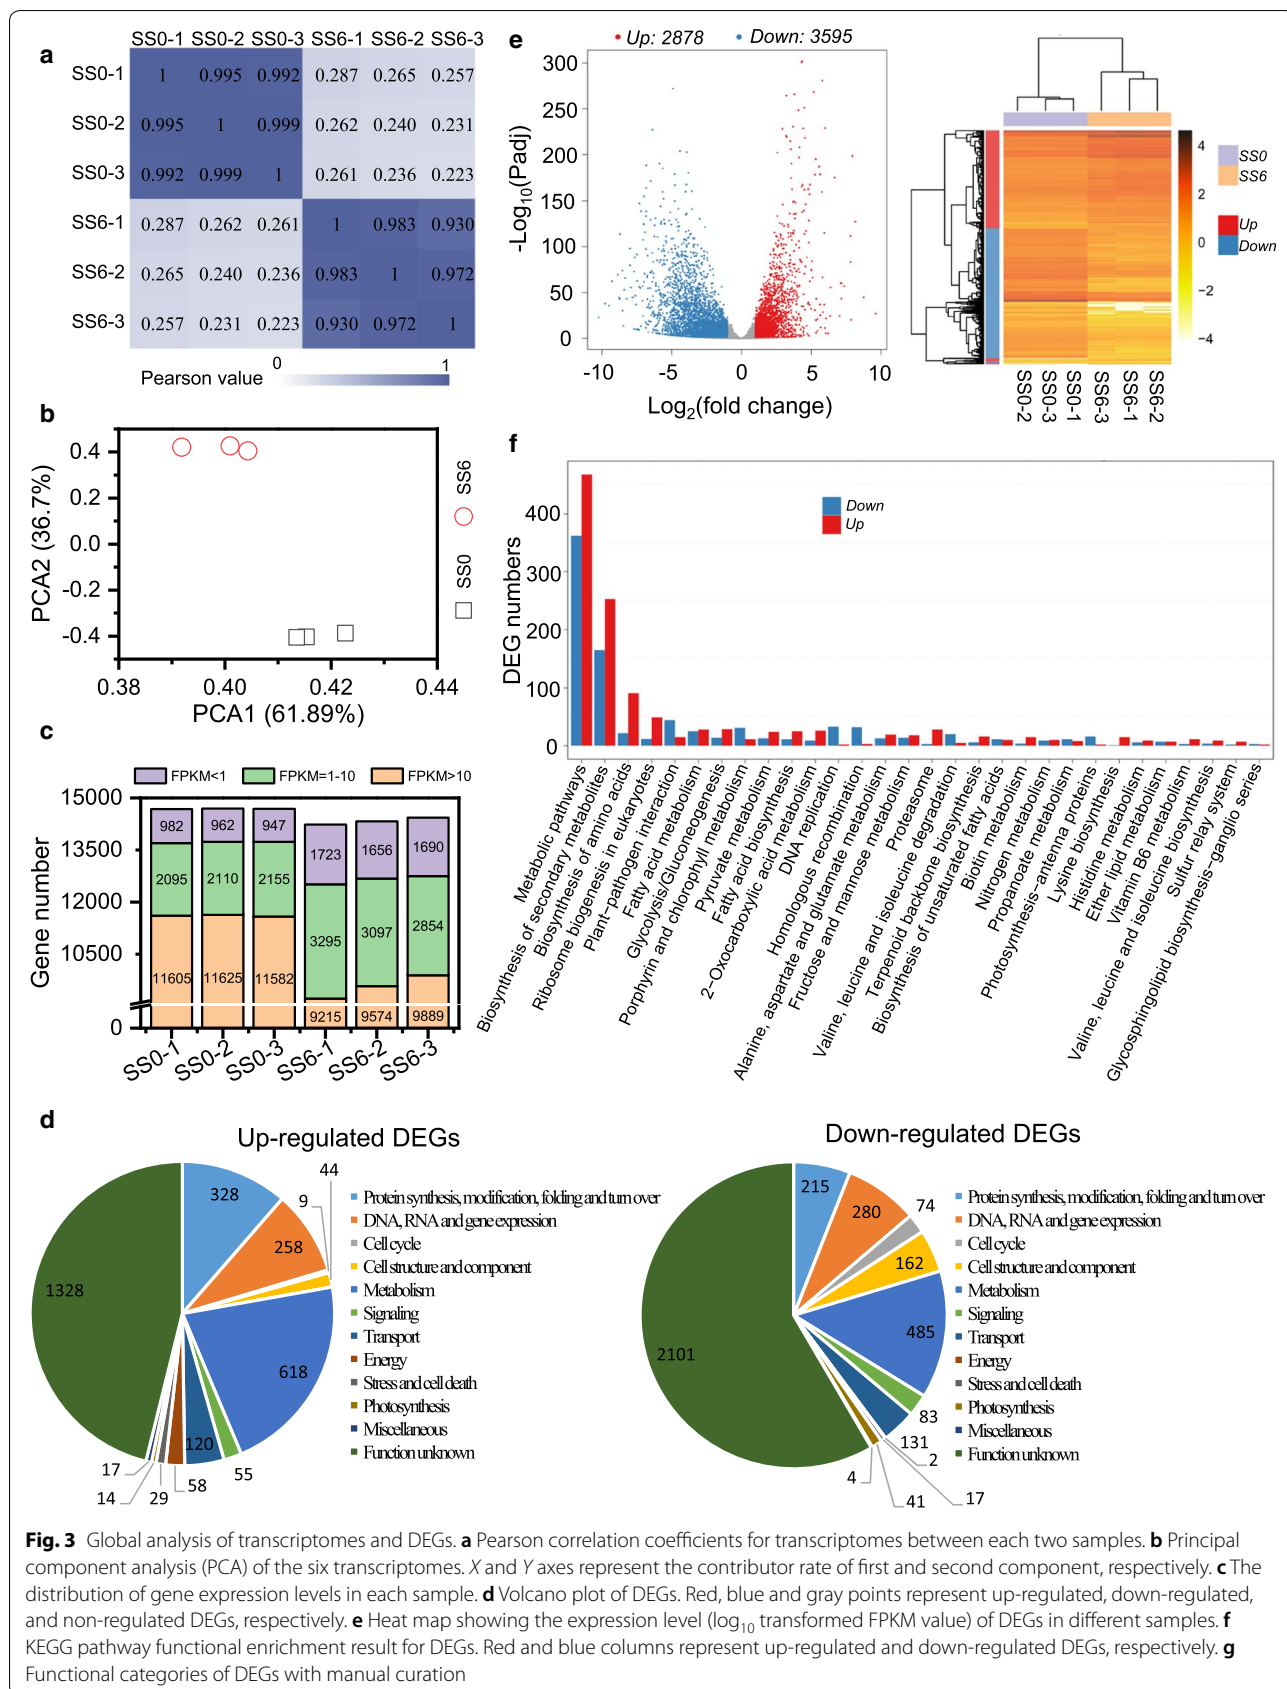 a
SS0-1 SS0-2 SS0-3 SS6-1 SS6-2 SS6-3
SS0-1 1 0.995 0.992 0.287 0.265 0.257
SS0-2 0.995 1 0.999 0.262 0.240 0.231
SS0-3 0.992 0.999 1 0.261 0.236 0.223
SS6-1 0.287 0.262 0.261 1 0.983 0.930
SS6-2 0.265 0.240 0.236 0.983 1 0.972
SS6-3 0.257 0.231 0.223 0.930 0.972 1
0 1
Pearson value
e
Up: 2878 Down: 3595
-Log10(Padj)
300
250
200
150
100
50
0
-10 -5 0 5 10
Log2(fold change)
4
2
0
−2
−4
SS0
SS6
Up
Down
SS0-2
SS0-3
SS0-1
SS6-3
SS6-1
SS6-2
b
PCA2 (36.7%)
0.4
0.2
0.0
-0.2
-0.4
0.38 0.40 0.42 0.44
PCA1 (61.89%)
SS6
SS0
c
FPKM<1 FPKM=1-10 FPKM>10
Gene number
15000
13500
12000
10500
0
982 962 947 1723 1656 1690
2095 2110 2155 3295 3097 2854
11605 11625 11582 9215 9574 9889
SS0-1 SS0-2 SS0-3 SS6-1 SS6-2 SS6-3
f
DEG numbers
400
300
200
100
0
Down
Up
Metabolic pathways
Biosynthesis of secondary metabolites
Biosynthesis of amino acids
Ribosome biogenesis in eukaryotes
Plant−pathogen interaction
Fatty acid metabolism
Glycolysis/Gluconeogenesis
Porphyrin and chlorophyll metabolism
Pyruvate metabolism
Fatty acid biosynthesis
2−Oxocarboxylic acid metabolism
DNA replication
Homologous recombination
Alanine, aspartate and glutamate metabolism
Fructose and mannose metabolism
Proteasome
Valine, leucine and isoleucine degradation
Terpenoid backbone biosynthesis
Biosynthesis of unsaturated fatty acids
Biotin metabolism
Nitrogen metabolism
Propanoate metabolism
Photosynthesis−antenna proteins
Lysine biosynthesis
Histidine metabolism
Ether lipid metabolism
Vitamin B6 metabolism
Valine, leucine and isoleucine biosynthesis
Sulfur relay system
Glycosphingolipid biosynthesis−ganglio series
d
Up-regulated DEGs
328
258
9
44
618
55
120
58
29
14
17
1328
Protein synthesis, modification, folding and turn over
DNA, RNA and gene expression
Cell cycle
Cell structure and component
Metabolism
Signaling
Transport
Energy
Stress and cell death
Photosynthesis
Miscellaneous
Function unknown
Down-regulated DEGs
215
280
74
162
485
83
131
2
17
41
4
2101
Protein synthesis, modification, folding and turn over
DNA, RNA and gene expression
Cell cycle
Cell structure and component
Metabolism
Signaling
Transport
Energy
Stress and cell death
Photosynthesis
Miscellaneous
Function unknown
Fig. 3 Global analysis of transcriptomes and DEGs. a Pearson correlation coefficients for transcriptomes between each two samples. b Principal
component analysis (PCA) of the six transcriptomes. X and Y axes represent the contributor rate of first and second component, respectively. c The
distribution of gene expression levels in each sample. d Volcano plot of DEGs. Red, blue and gray points represent up-regulated, down-regulated,
and non-regulated DEGs, respectively. e Heat map showing the expression level (log10 transformed FPKM value) of DEGs in different samples. f
KEGG pathway functional enrichment result for DEGs. Red and blue columns represent up-regulated and down-regulated DEGs, respectively. g
Functional categories of DEGs with manual curation